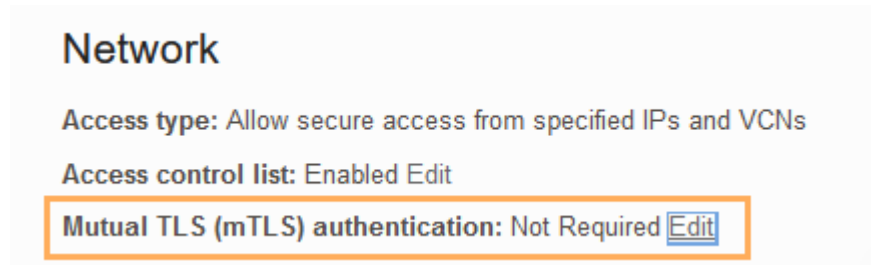 Network
Access type: Allow secure access from specified IPs and VCNs
Access control list: Enabled Edit
Mutual TLS (mTLS) authentication: Not Required Edit